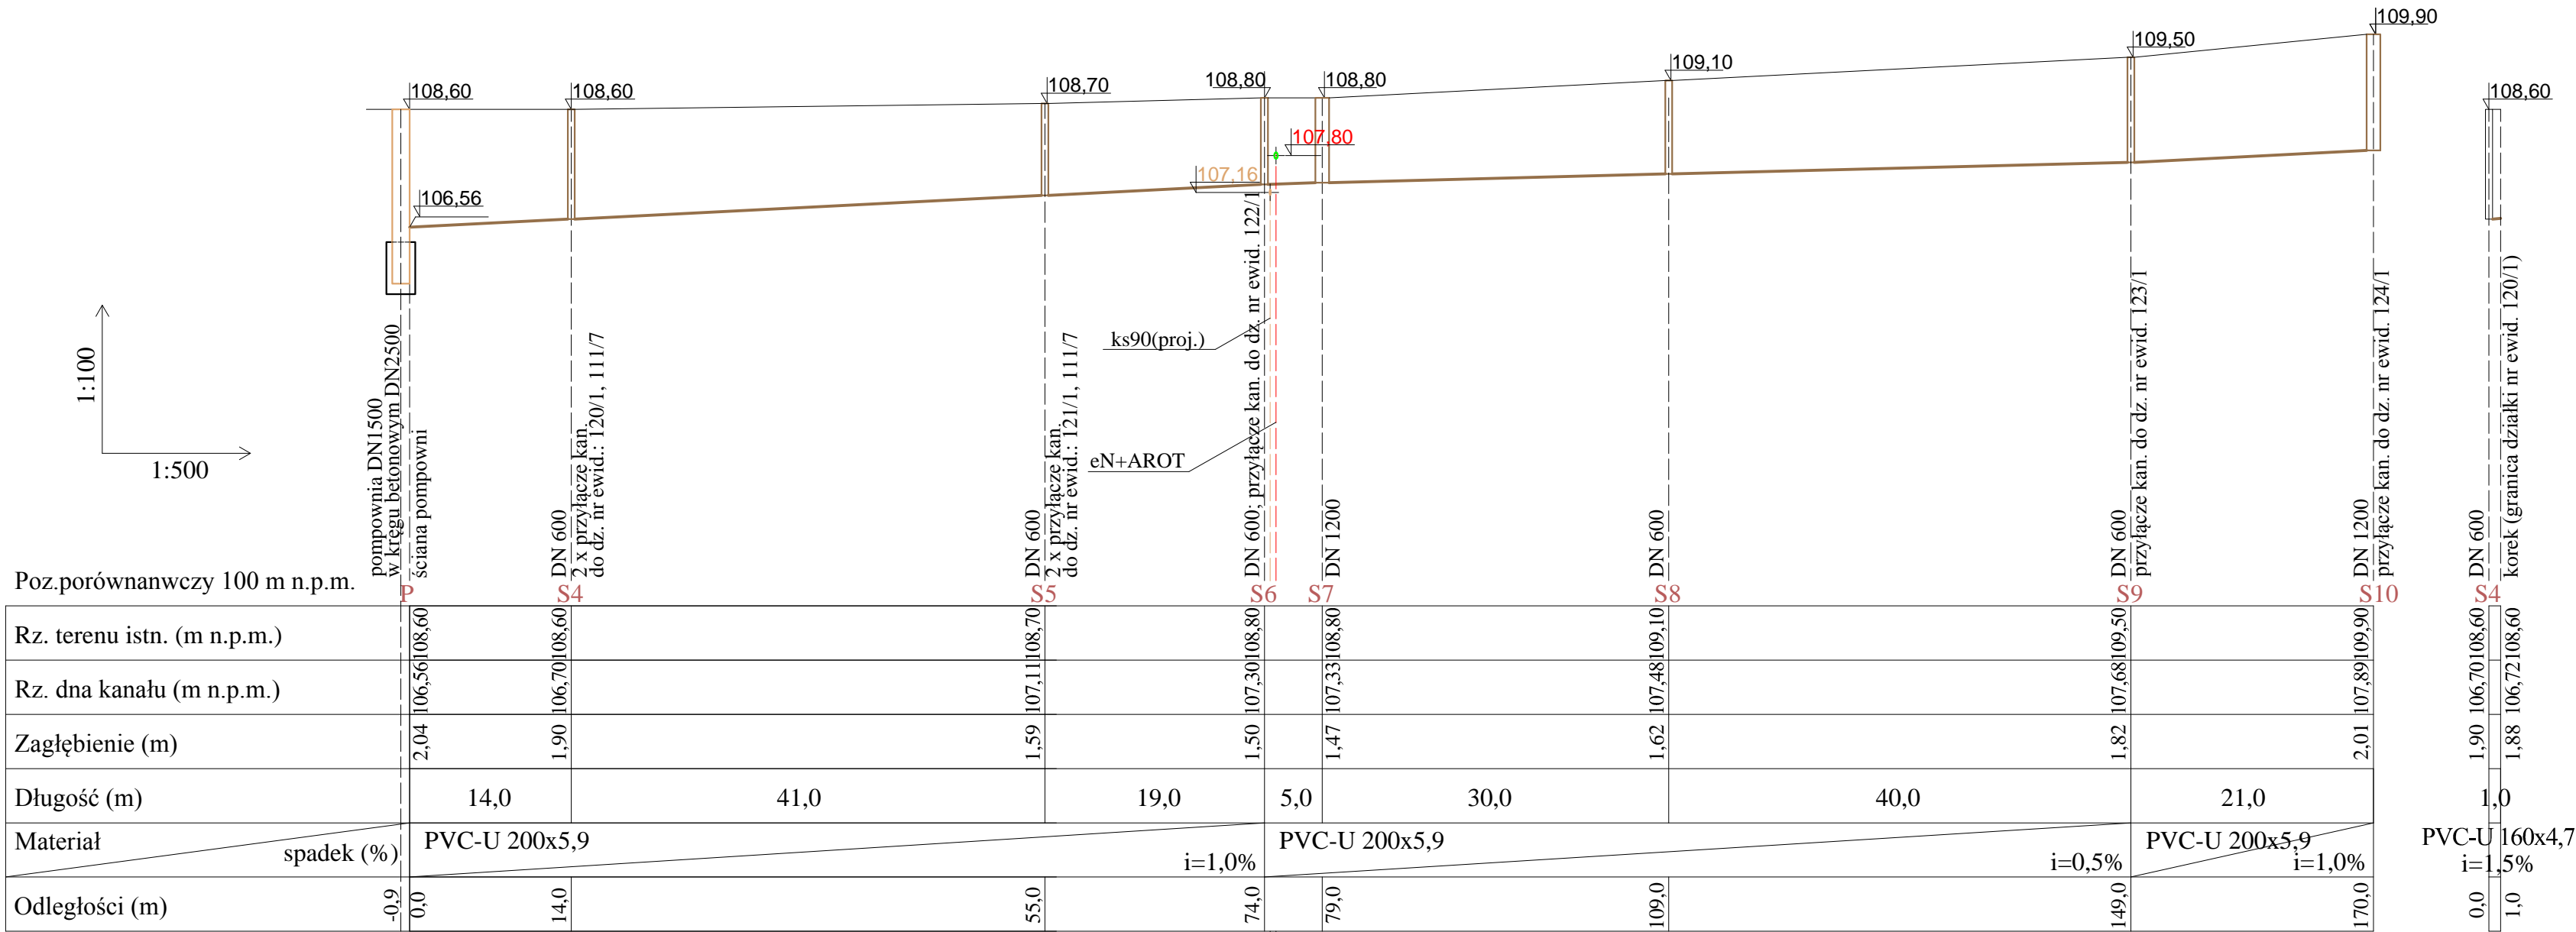 109,90
109,50
109,10
108,60
108,60
108,70
108,80
108,80
108,60
107,80
107,16
106,56
1:100
1:500
ks90(proj.)
eN+AROT
pompownia DN1500
w kręgu betonowym DN2500
ściana pompowni
DN 600
2 x przyłącze kan.
do dz. nr ewid.: 120/1, 111/7
DN 600
2 x przyłącze kan.
do dz. nr ewid.: 121/1, 111/7
DN 600; przyłącze kan. do dz. nr ewid. 122/1
DN 1200
DN 600
DN 600
przyłącze kan. do dz. nr ewid. 123/1
DN 1200
przyłącze kan. do dz. nr ewid. 124/1
DN 600
korek (granica działki nr ewid. 120/1)
Poz.porównanwczy 100 m n.p.m.
P S4 S5 S6 S7 S8 S9 S10 S4
Rz. terenu istn. (m n.p.m.) 108,60 108,60 108,70 108,80 108,80 109,10 109,50 109,90 108,60 108,60
Rz. dna kanału (m n.p.m.) 106,56 106,70 107,11 107,30 107,33 107,48 107,68 107,89 106,70 106,72
Zagłębienie (m) 2,04 1,90 1,59 1,50 1,47 1,62 1,82 2,01 1,90 1,88
Długość (m) 14,0 41,0 19,0 5,0 30,0 40,0 21,0 1,0
Materiał PVC-U 200x5,9 PVC-U 200x5,9 PVC-U 200x5,9 PVC-U 160x4,7
spadek (%) i=1,0% i=0,5% i=1,0% i=1,5%
Odległości (m) -0,9 0,0 14,0 55,0 74,0 79,0 109,0 149,0 170,0 0,0 1,0